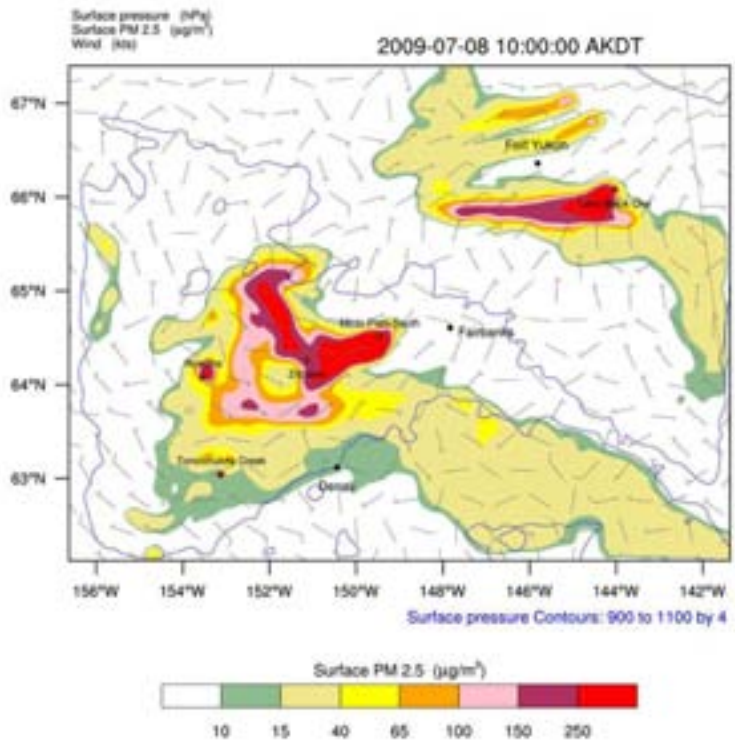 Surface pressure (hPa)
Surface PM 2.5 (μg/m³)
Wind (kts)
2009-07-08 10:00:00 AKDT
67°N
66°N
65°N
64°N
63°N
Fort Yukon
Fairbanks
Denali
156°W 154°W 152°W 150°W 148°W 146°W 144°W 142°W
Surface pressure Contours: 900 to 1100 by 4
Surface PM 2.5 (μg/m³)
10 15 40 65 100 150 250